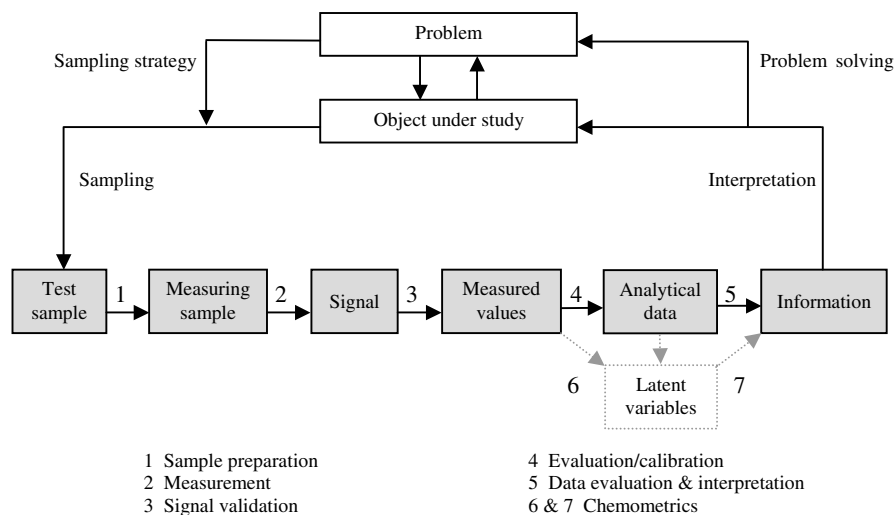 Problem
Sampling strategy
Problem solving
Object under study
Sampling
Interpretation
Test
sample
1
Measuring
sample
2
Signal
3
Measured
values
4
Analytical
data
5
Information
6
Latent
variables
7
1 Sample preparation
2 Measurement
3 Signal validation
4 Evaluation/calibration
5 Data evaluation & interpretation
6 & 7 Chemometrics